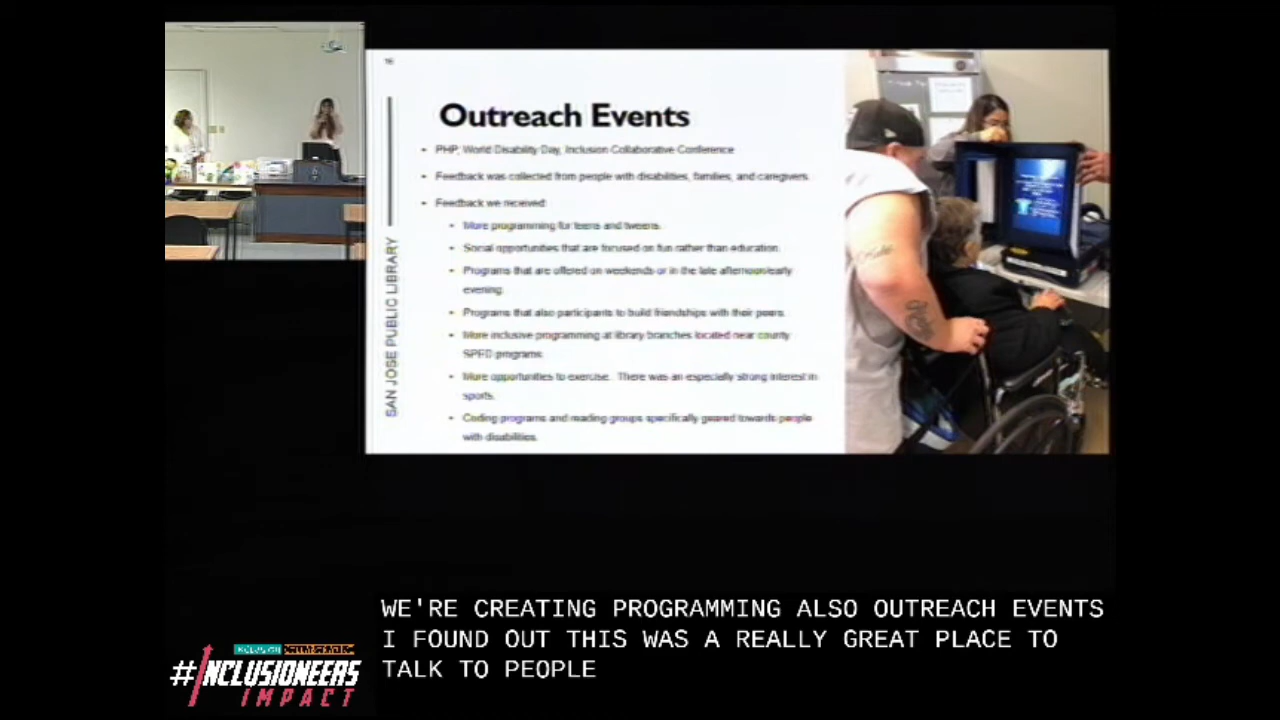 16
Outreach Events
PHP, World Disability Day, Inclusion Collaborative Conference
Feedback was collected from people with disabilities, families, and caregivers.
Feedback we received:
More programming for teens and tweens.
Social opportunities that are focused on fun rather than education.
Programs that are offered on weekends or in the late afternoon/early
evening.
Programs that also participants to build friendships with their peers.
More inclusive programming at library branches located near county
SPED programs.
More opportunities to exercise. There was an especially strong interest in
sports.
Coding programs and reading groups specifically geared towards people
with disabilities.
SAN JOSE PUBLIC LIBRARY
WE'RE CREATING PROGRAMMING ALSO OUTREACH EVENTS
I FOUND OUT THIS WAS A REALLY GREAT PLACE TO
TALK TO PEOPLE
INCLUSION
#INCLUSIONEERS
IMPACT